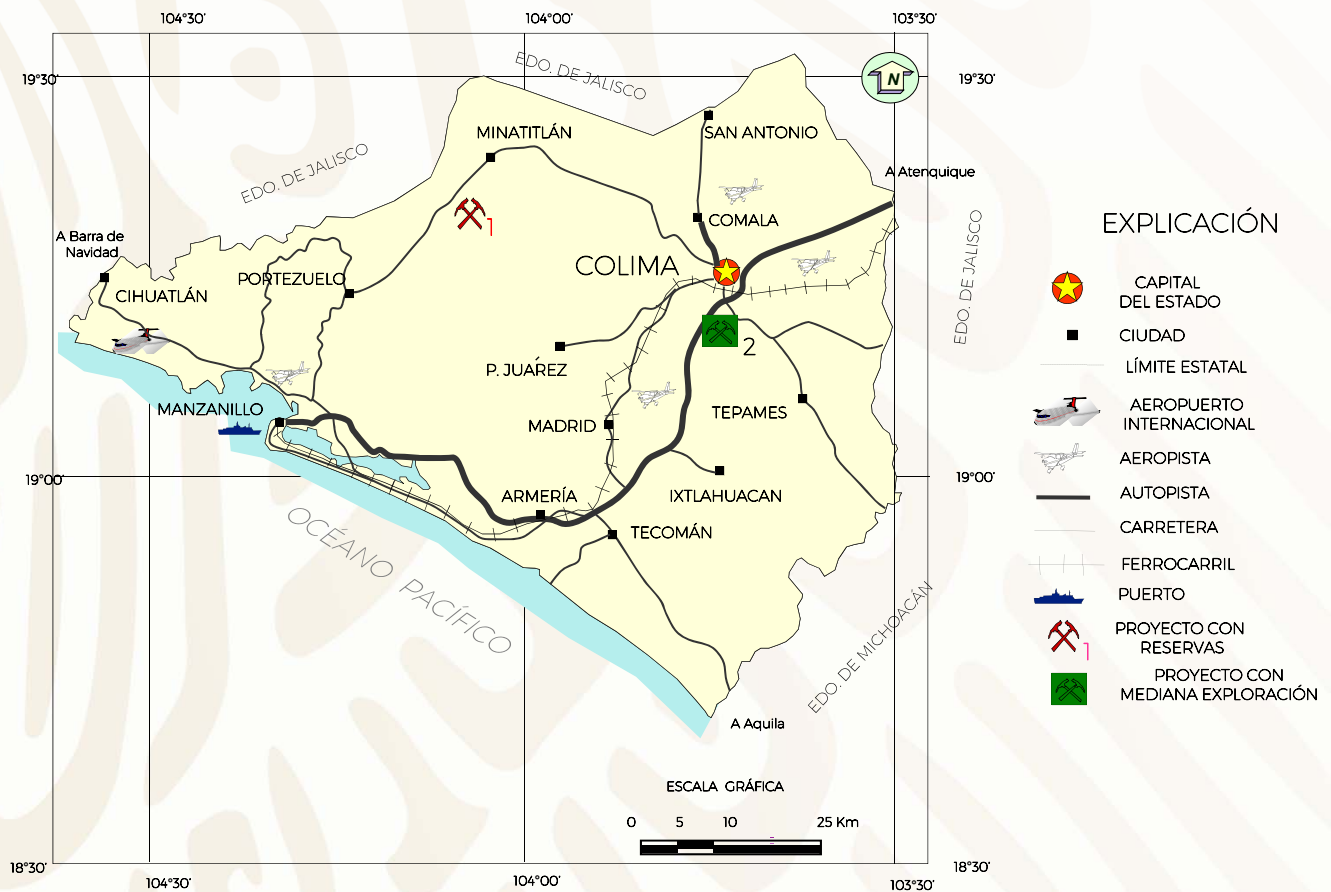 104°30'
104°00'
103°30'
19°30'
EDO. DE JALISCO
N
19°30'
MINATITLÁN
SAN ANTONIO
EDO. DE JALISCO
A Atenquique
1
COMALA
A Barra de
Navidad
EDO. DE JALISCO
CIHUATLÁN
PORTEZUELO
COLIMA
2
P. JUÁREZ
MANZANILLO
MADRID
TEPAMES
19°00'
ARMERÍA
IXTLAHUACAN
19°00'
TECOMÁN
OCÉANO PACÍFICO
EDO. DE MICHOACÁN
A Aquila
ESCALA GRÁFICA
0 5 10 25 Km
18°30'
18°30'
104°30'
104°00'
103°30'
EXPLICACIÓN
CAPITAL
DEL ESTADO
CIUDAD
LÍMITE ESTATAL
AEROPUERTO
INTERNACIONAL
AEROPISTA
AUTOPISTA
CARRETERA
FERROCARRIL
PUERTO
PROYECTO CON
RESERVAS
1
PROYECTO CON
MEDIANA EXPLORACIÓN